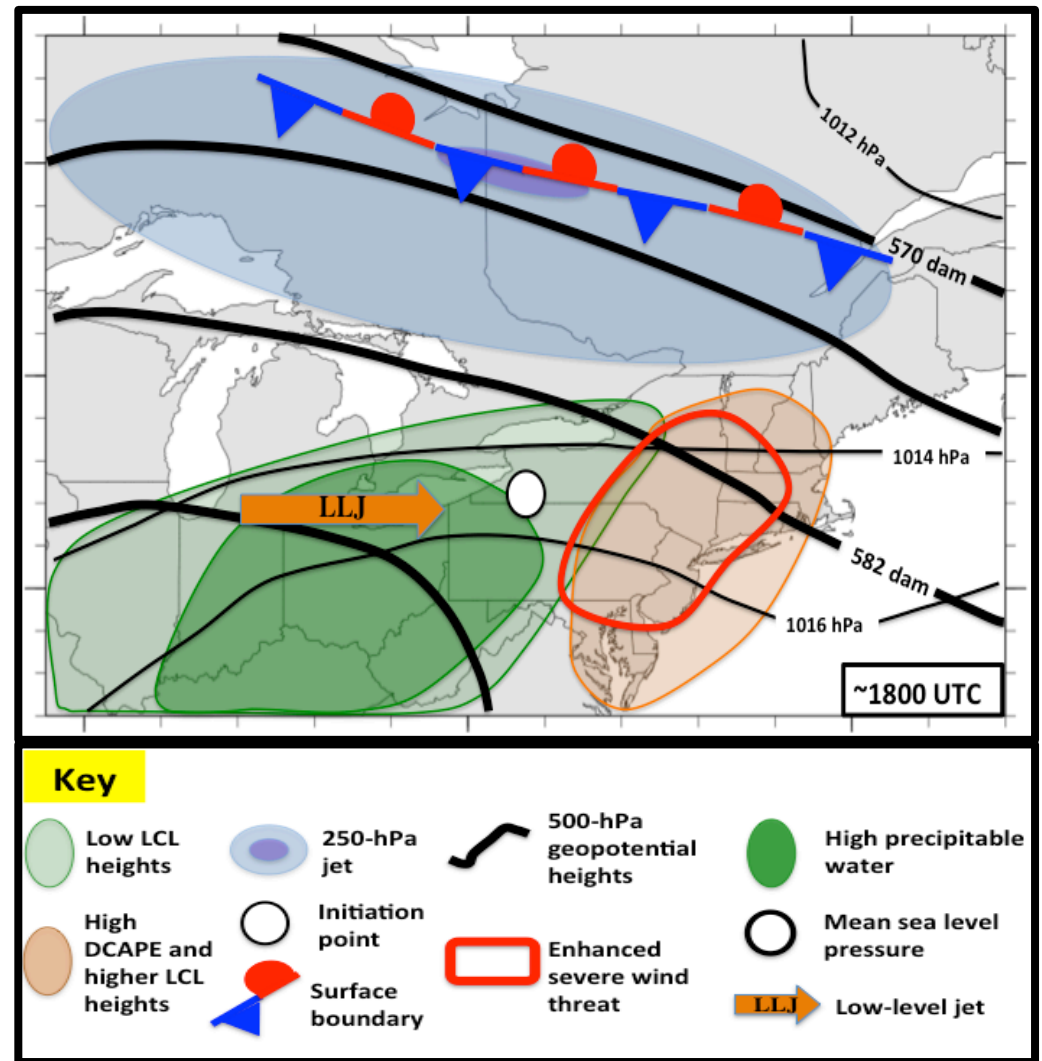 1012 hPa
570 dam
1014 hPa
LLJ
582 dam
1016 hPa
~1800 UTC
Key
Low LCL
heights
250-hPa
jet
500-hPa
geopotential
heights
High precipitable
water
High
DCAPE and
higher LCL
heights
Initiation
point
Surface
boundary
Enhanced
severe wind
threat
Mean sea level
pressure
LLJ
Low-level jet